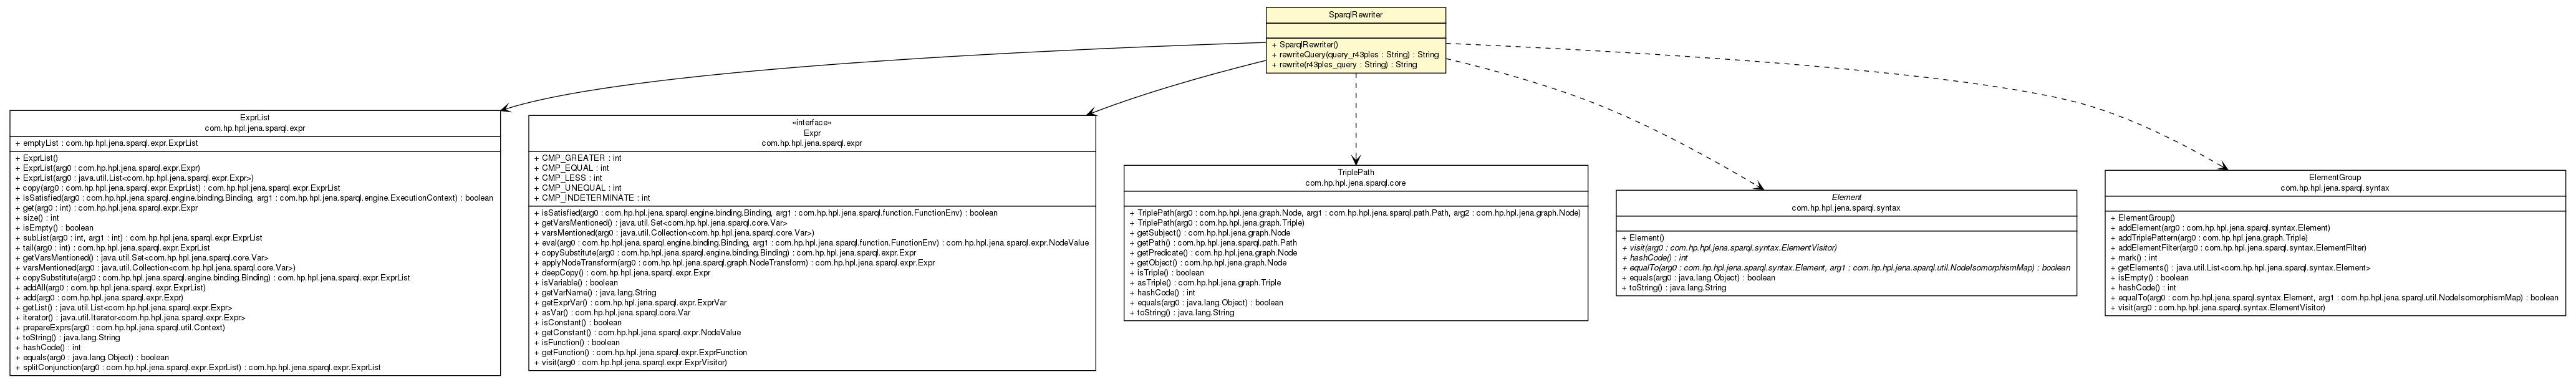 SparqlRewriter
+ SparqlRewriter()
+ rewriteQuery(query_r43ples : String) : String
+ rewrite(r43ples_query : String) : String
ExprList
com.hp.hpl.jena.sparql.expr
+ emptyList : com.hp.hpl.jena.sparql.expr.ExprList
+ ExprList()
+ ExprList(arg0 : com.hp.hpl.jena.sparql.expr.Expr)
+ ExprList(arg0 : java.util.List<com.hp.hpl.jena.sparql.expr.Expr>)
+ copy(arg0 : com.hp.hpl.jena.sparql.expr.ExprList) : com.hp.hpl.jena.sparql.expr.ExprList
+ isSatisfied(arg0 : com.hp.hpl.jena.sparql.engine.binding.Binding, arg1 : com.hp.hpl.jena.sparql.engine.ExecutionContext) : boolean
+ get(arg0 : int) : com.hp.hpl.jena.sparql.expr.Expr
+ size() : int
+ isEmpty() : boolean
+ subList(arg0 : int, arg1 : int) : com.hp.hpl.jena.sparql.expr.ExprList
+ tail(arg0 : int) : com.hp.hpl.jena.sparql.expr.ExprList
+ getVarsMentioned() : java.util.Set<com.hp.hpl.jena.sparql.core.Var>
+ varsMentioned(arg0 : java.util.Collection<com.hp.hpl.jena.sparql.core.Var>)
+ copySubstitute(arg0 : com.hp.hpl.jena.sparql.engine.binding.Binding) : com.hp.hpl.jena.sparql.expr.ExprList
+ addAll(arg0 : com.hp.hpl.jena.sparql.expr.ExprList)
+ add(arg0 : com.hp.hpl.jena.sparql.expr.Expr)
+ getList() : java.util.List<com.hp.hpl.jena.sparql.expr.Expr>
+ iterator() : java.util.Iterator<com.hp.hpl.jena.sparql.expr.Expr>
+ prepareExprs(arg0 : com.hp.hpl.jena.sparql.util.Context)
+ toString() : java.lang.String
+ hashCode() : int
+ equals(arg0 : java.lang.Object) : boolean
+ splitConjunction(arg0 : com.hp.hpl.jena.sparql.expr.ExprList) : com.hp.hpl.jena.sparql.expr.ExprList
«interface»
Expr
com.hp.hpl.jena.sparql.expr
+ CMP_GREATER : int
+ CMP_EQUAL : int
+ CMP_LESS : int
+ CMP_UNEQUAL : int
+ CMP_INDETERMINATE : int
+ isSatisfied(arg0 : com.hp.hpl.jena.sparql.engine.binding.Binding, arg1 : com.hp.hpl.jena.sparql.function.FunctionEnv) : boolean
+ getVarsMentioned() : java.util.Set<com.hp.hpl.jena.sparql.core.Var>
+ varsMentioned(arg0 : java.util.Collection<com.hp.hpl.jena.sparql.core.Var>)
+ eval(arg0 : com.hp.hpl.jena.sparql.engine.binding.Binding, arg1 : com.hp.hpl.jena.sparql.function.FunctionEnv) : com.hp.hpl.jena.sparql.expr.NodeValue
+ copySubstitute(arg0 : com.hp.hpl.jena.sparql.engine.binding.Binding) : com.hp.hpl.jena.sparql.expr.Expr
+ applyNodeTransform(arg0 : com.hp.hpl.jena.sparql.graph.NodeTransform) : com.hp.hpl.jena.sparql.expr.Expr
+ deepCopy() : com.hp.hpl.jena.sparql.expr.Expr
+ isVariable() : boolean
+ getVarName() : java.lang.String
+ getExprVar() : com.hp.hpl.jena.sparql.expr.ExprVar
+ asVar() : com.hp.hpl.jena.sparql.core.Var
+ isConstant() : boolean
+ getConstant() : com.hp.hpl.jena.sparql.expr.NodeValue
+ isFunction() : boolean
+ getFunction() : com.hp.hpl.jena.sparql.expr.ExprFunction
+ visit(arg0 : com.hp.hpl.jena.sparql.expr.ExprVisitor)
TriplePath
com.hp.hpl.jena.sparql.core
+ TriplePath(arg0 : com.hp.hpl.jena.graph.Node, arg1 : com.hp.hpl.jena.sparql.path.Path, arg2 : com.hp.hpl.jena.graph.Node)
+ TriplePath(arg0 : com.hp.hpl.jena.graph.Triple)
+ getSubject() : com.hp.hpl.jena.graph.Node
+ getPath() : com.hp.hpl.jena.sparql.path.Path
+ getPredicate() : com.hp.hpl.jena.graph.Node
+ getObject() : com.hp.hpl.jena.graph.Node
+ isTriple() : boolean
+ asTriple() : com.hp.hpl.jena.graph.Triple
+ hashCode() : int
+ equals(arg0 : java.lang.Object) : boolean
+ toString() : java.lang.String
Element
com.hp.hpl.jena.sparql.syntax
+ Element()
+ visit(arg0 : com.hp.hpl.jena.sparql.syntax.ElementVisitor)
+ hashCode() : int
+ equalTo(arg0 : com.hp.hpl.jena.sparql.syntax.Element, arg1 : com.hp.hpl.jena.sparql.util.NodeIsomorphismMap) : boolean
+ equals(arg0 : java.lang.Object) : boolean
+ toString() : java.lang.String
ElementGroup
com.hp.hpl.jena.sparql.syntax
+ ElementGroup()
+ addElement(arg0 : com.hp.hpl.jena.sparql.syntax.Element)
+ addTriplePattern(arg0 : com.hp.hpl.jena.graph.Triple)
+ addElementFilter(arg0 : com.hp.hpl.jena.sparql.syntax.ElementFilter)
+ mark() : int
+ getElements() : java.util.List<com.hp.hpl.jena.sparql.syntax.Element>
+ isEmpty() : boolean
+ hashCode() : int
+ equalTo(arg0 : com.hp.hpl.jena.sparql.syntax.Element, arg1 : com.hp.hpl.jena.sparql.util.NodeIsomorphismMap) : boolean
+ visit(arg0 : com.hp.hpl.jena.sparql.syntax.ElementVisitor)